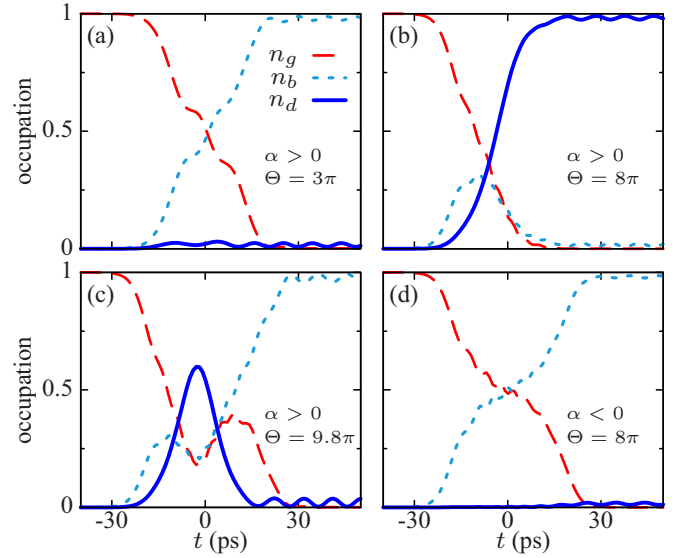 1
(a)
n_g
n_b
n_d
0.5
α > 0
Θ = 3π
0
occupation
(b)
α > 0
Θ = 8π
1
(c)
0.5
α > 0
Θ = 9.8π
0
occupation
(d)
α < 0
Θ = 8π
-30 0 30
t (ps)
-30 0 30
t (ps)